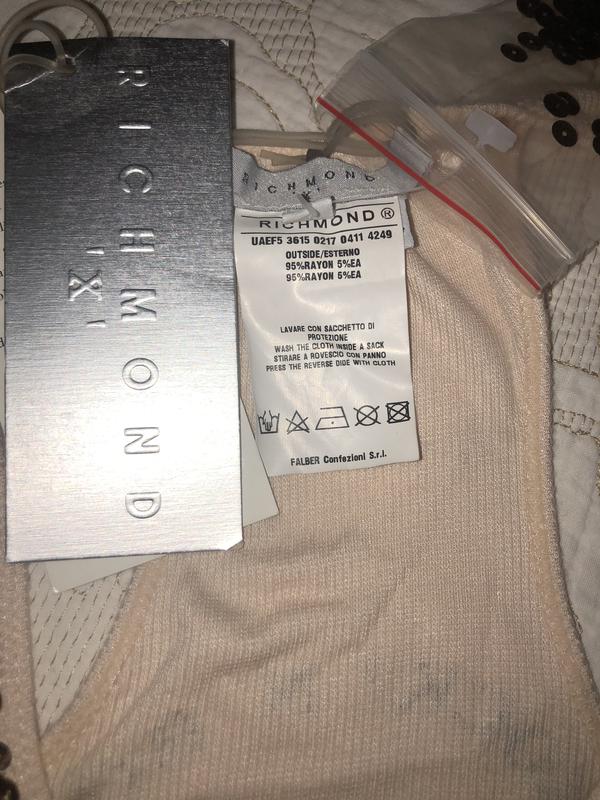 RICHMOND
'X'
RICHMOND
X
RICHMOND®
UAEF5 3615 0217 0411 4249
OUTSIDE/ESTERNO
95%RAYON 5%EA
95%RAYON 5%EA
LAVARE CON SACCHETTO DI
PROTEZIONE
WASH THE CLOTH INSIDE A SACK
STIRARE A ROVESCIO CON PANNO
PRESS THE REVERSE DIDE WITH CLOTH
FALBER Confezioni S.r.l.